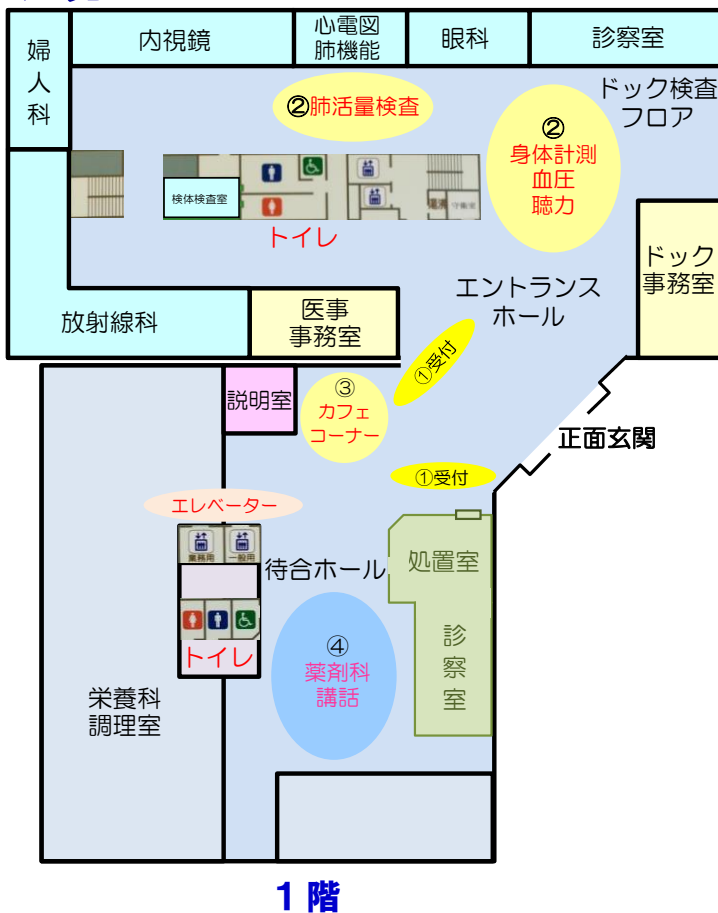 婦人科
内視鏡
心電図
肺機能
眼科
診察室
ドック検査
フロア
②肺活量検査
②
身体計測
血圧
聴力
検体検査室
トイレ
ドック
事務室
エントランス
ホール
放射線科
医事
事務室
①受付
説明室
③
カフェ
コーナー
正面玄関
①受付
エレベーター
業務用
一般用
待合ホール
処置室
診察室
トイレ
④
薬剤科
講話
栄養科
調理室
1階